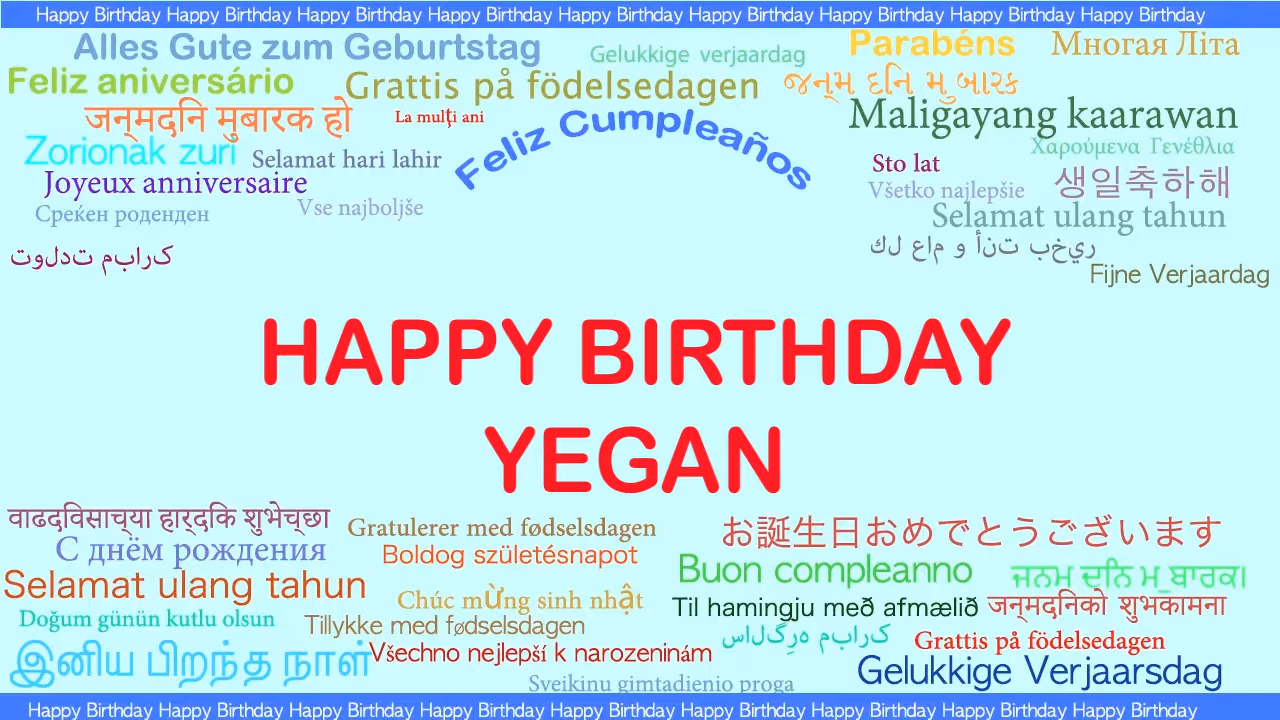 Happy Birthday Happy Birthday Happy Birthday Happy Birthday Happy Birthday Happy Birthday Happy Birthday Happy Birthday Happy Birthday
Alles Gute zum Geburtstag
Gelukkige verjaardag
Parabéns
Многая Літа
Feliz aniversário
Grattis på födelsedagen
જન્મ દિન મુબારક
जन्मदिन मुबारक हो
La mulţi ani
Feliz Cumpleaños
Maligayang kaarawan
Zorionak zuri
Selamat hari lahir
Χαρούμενα Γενέθλια
Sto lat
Joyeux anniversaire
Všetko najlepšie
생일축하해
Среќен роденден
Vse najboljše
Selamat ulang tahun
تولدت مبارک
كل عام و أنت بخير
Fijne Verjaardag
HAPPY BIRTHDAY
YEGAN
वाढदिवसाच्या हार्दिक शुभेच्छा
Gratulerer med fødselsdagen
お誕生日おめでとうございます
С днём рождения
Boldog születésnapot
Buon compleanno
ਜਨਮ ਦਿਨ ਮੁਬਾਰਕ।
Selamat ulang tahun
Chúc mừng sinh nhật
Til hamingju með afmælið
जन्मदिनको शुभकामना
Doğum günün kutlu olsun
Tillykke med fødselsdagen
سالگرہ مبارک
Grattis på födelsedagen
இனிய பிறந்த நாள்
Všechno nejlepší k narozeninám
Gelukkige Verjaarsdag
Sveikinu gimtadienio proga
Happy Birthday Happy Birthday Happy Birthday Happy Birthday Happy Birthday Happy Birthday Happy Birthday Happy Birthday Happy Birthday